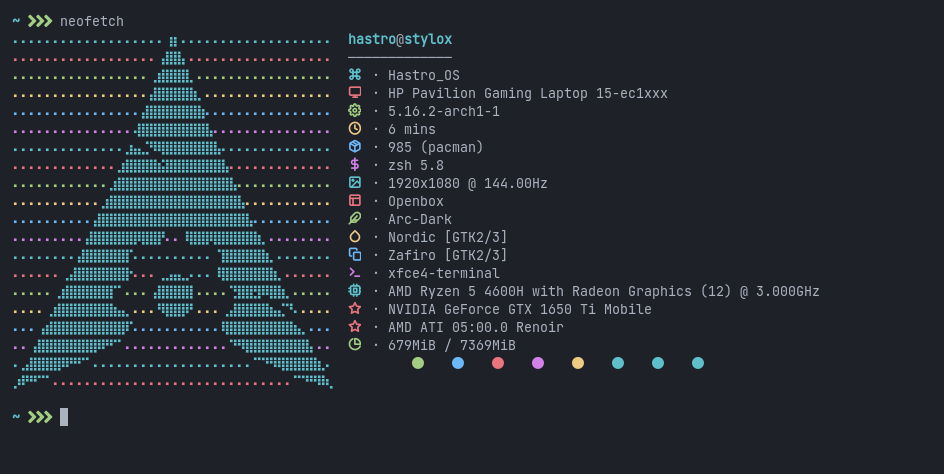 ~ ❯❯❯ neofetch
hastro@stylox
─────────────
· Hastro_OS
· HP Pavilion Gaming Laptop 15-ec1xxx
· 5.16.2-arch1-1
· 6 mins
· 985 (pacman)
· zsh 5.8
· 1920x1080 @ 144.00Hz
· Openbox
· Arc-Dark
· Nordic [GTK2/3]
· Zafiro [GTK2/3]
· xfce4-terminal
· AMD Ryzen 5 4600H with Radeon Graphics (12) @ 3.000GHz
· NVIDIA GeForce GTX 1650 Ti Mobile
· AMD ATI 05:00.0 Renoir
· 679MiB / 7369MiB
~ ❯❯❯